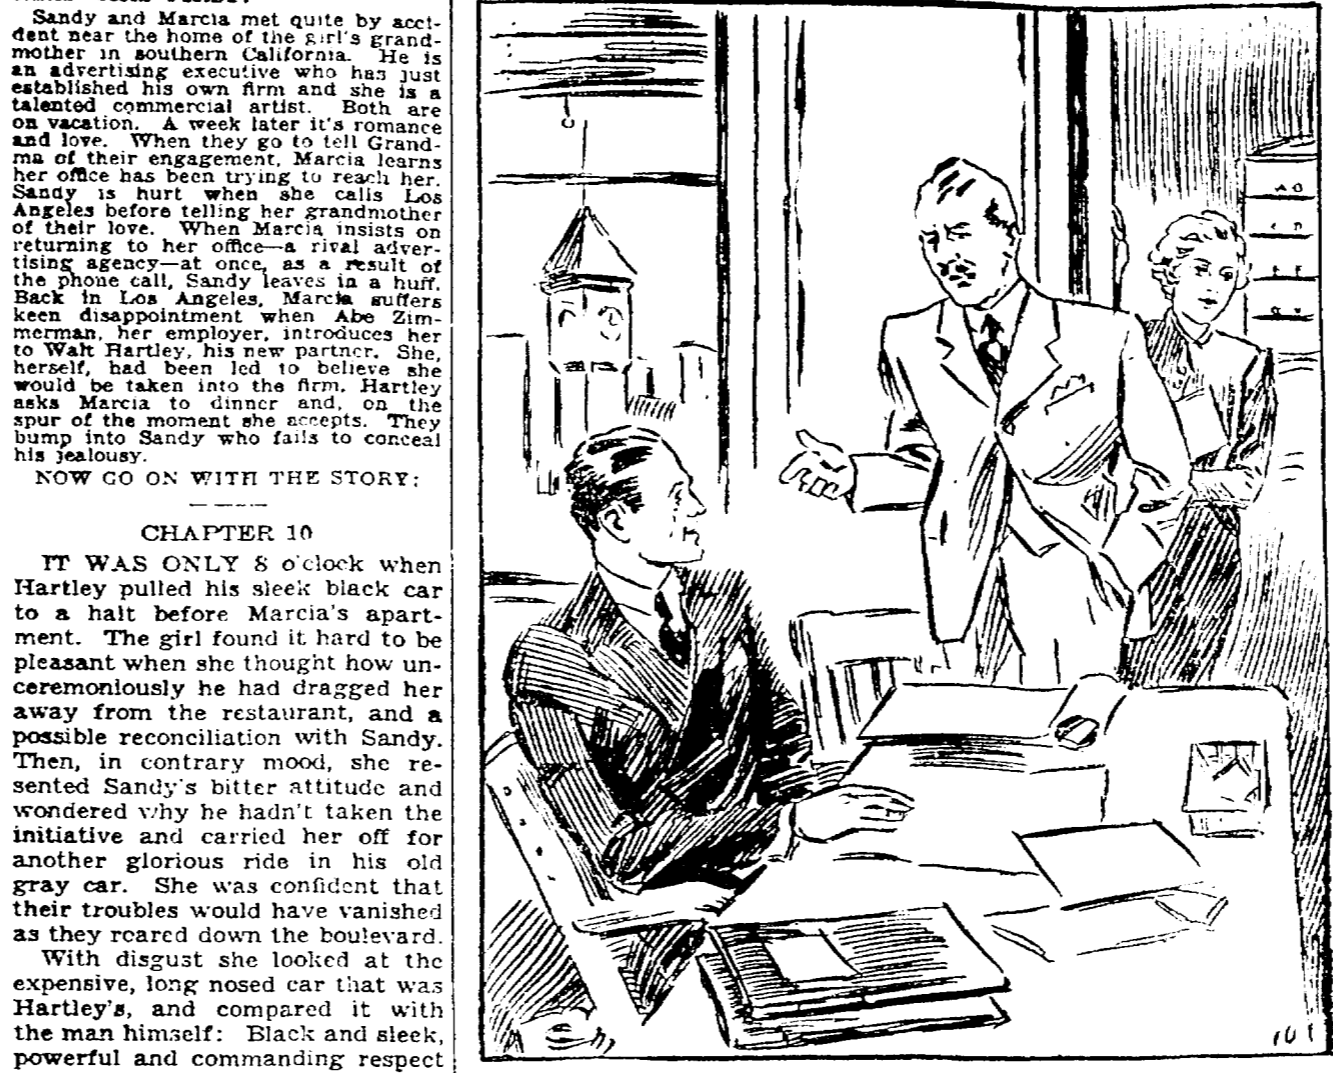 Sandy and Marcia met quite by acci-
dent near the home of the girl's grand-
mother in southern California. He is
an advertising executive who has just
established his own firm and she is a
talented commercial artist. Both are
on vacation. A week later it's romance
and love. When they go to tell Grand-
ma of their engagement, Marcia learns
her office has been trying to reach her.
Sandy is hurt when she calls Los
Angeles before telling her grandmother
of their love. When Marcia insists on
returning to her office—a rival adver-
tising agency—at once, as a result of
the phone call, Sandy leaves in a huff.
Back in Los Angeles, Marcia suffers
keen disappointment when Abe Zim-
merman, her employer, introduces her
to Walt Hartley, his new partner. She,
herself, had been led to believe she
would be taken into the firm. Hartley
asks Marcia to dinner and, on the
spur of the moment she accepts. They
bump into Sandy who fails to conceal
his jealousy.
NOW GO ON WITH THE STORY:
CHAPTER 10
IT WAS ONLY 8 o'clock when
Hartley pulled his sleek black car
to a halt before Marcia's apart-
ment. The girl found it hard to be
pleasant when she thought how un-
ceremoniously he had dragged her
away from the restaurant, and a
possible reconciliation with Sandy.
Then, in contrary mood, she re-
sented Sandy's bitter attitude and
wondered why he hadn't taken the
initiative and carried her off for
another glorious ride in his old
gray car. She was confident that
their troubles would have vanished
as they roared down the boulevard.
With disgust she looked at the
expensive, long nosed car that was
Hartley's, and compared it with
the man himself: Black and sleek,
powerful and commanding respect